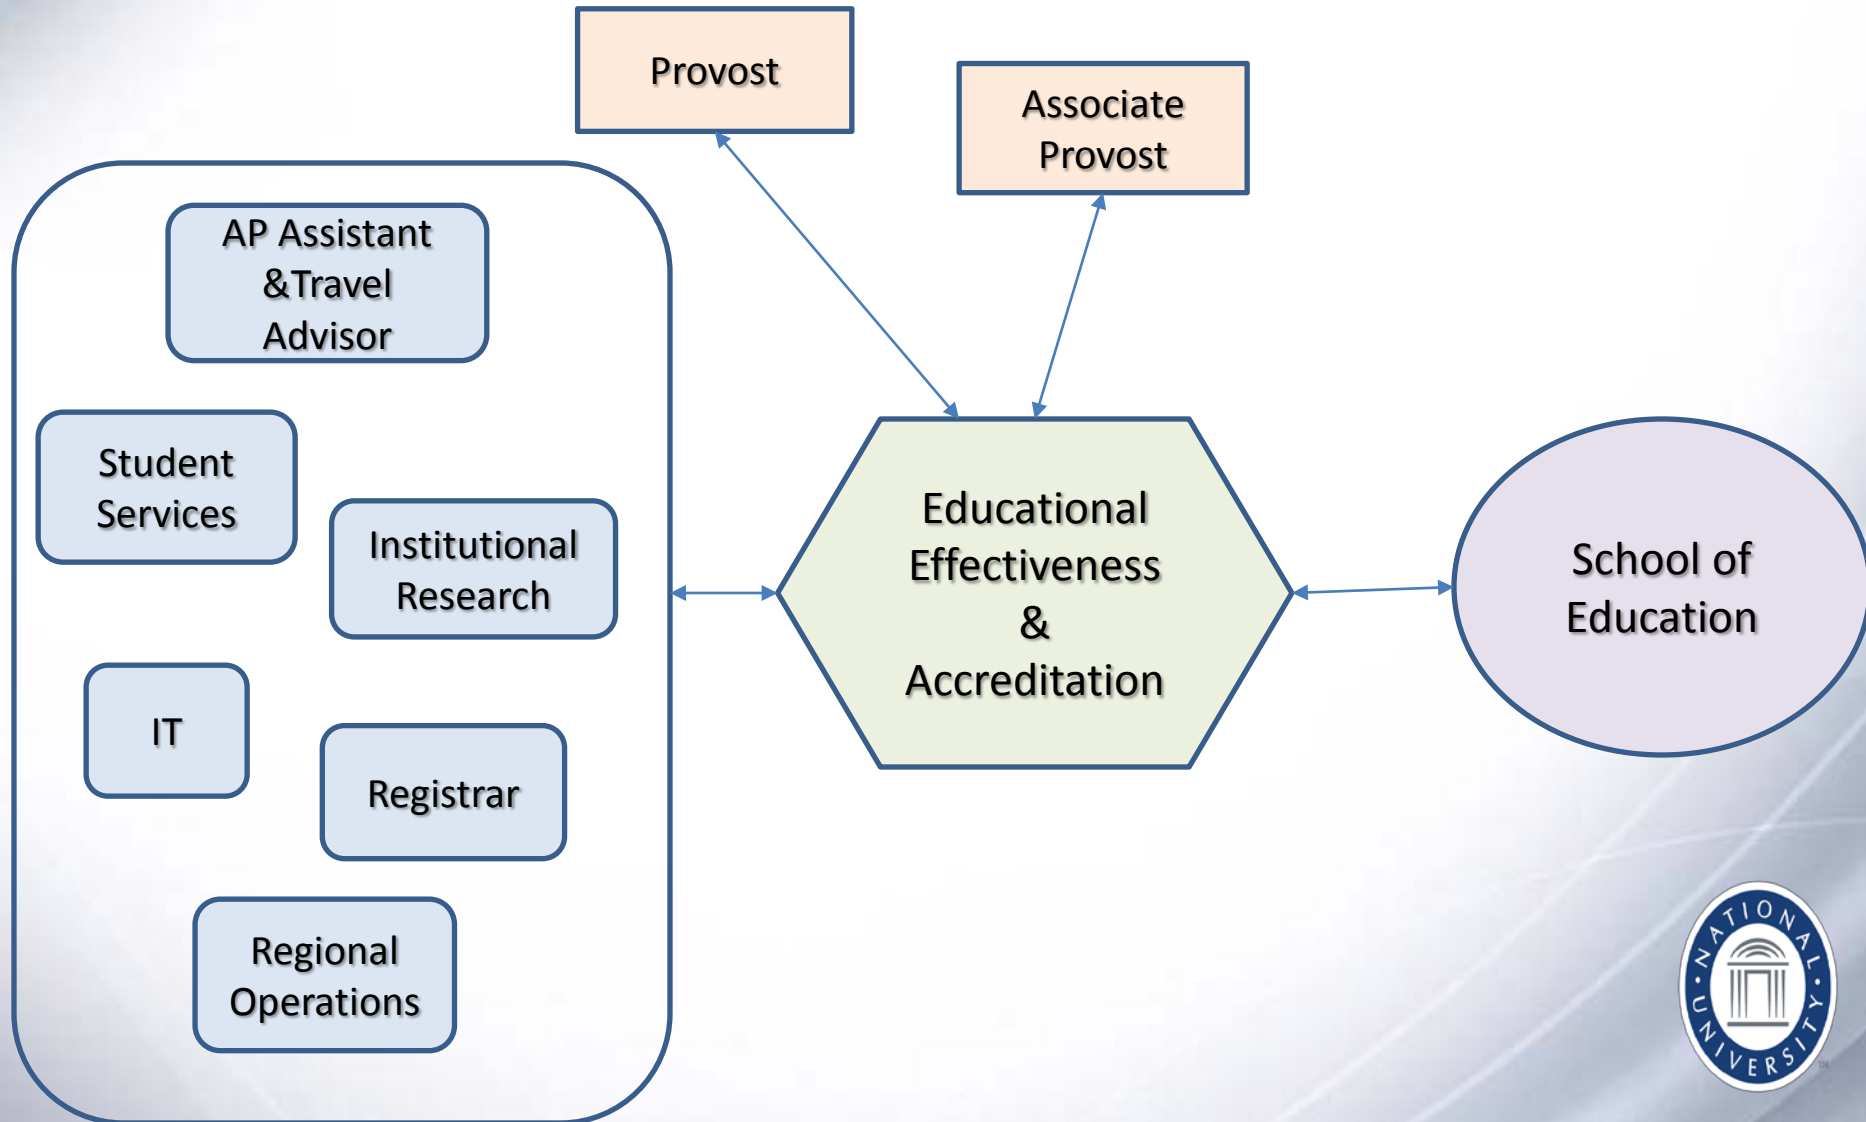 Provost
Associate
Provost
AP Assistant
&Travel
Advisor
Student
Services
Institutional
Research
IT
Registrar
Regional
Operations
Educational
Effectiveness
&
Accreditation
School of
Education
NATIONAL
UNIVERSITY
TM